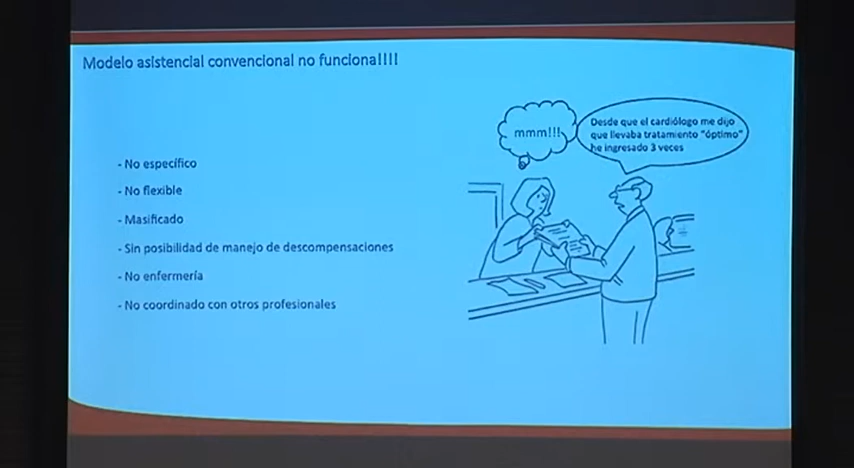 Modelo asistencial convencional no funciona!!!!
- No específico
- No flexible
- Masificado
- Sin posibilidad de manejo de descompensaciones
- No enfermería
- No coordinado con otros profesionales
mmm!!!
Desde que el cardiólogo me dijo
que llevaba tratamiento "óptimo"
he ingresado 3 veces